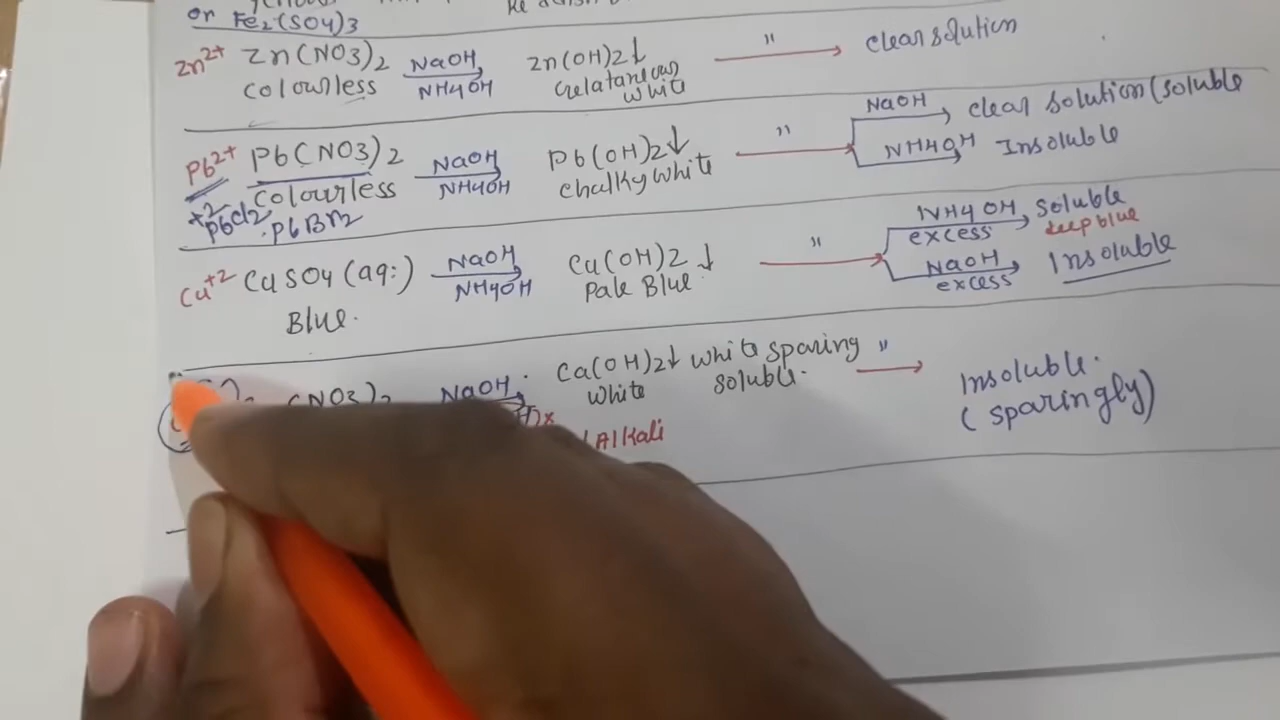 or Fe2(SO4)3
Zn2+ Zn(NO3)2 NaOH Zn(OH)2↓ " clear solution
colourless NH4OH Gelatanious
white
Pb2+ Pb(NO3)2 NaOH Pb(OH)2↓ " NaOH clear solution (soluble
colourless NH4OH chalky white NH4OH Insoluble
+2 PbCl2, PbBr2
Cu+2 CuSO4 (aq:) NaOH Cu(OH)2↓ " NH4OH excess soluble deep blue
Blue. NH4OH Pale Blue NaOH excess Insoluble
(NO3)2 NaOH. Ca(OH)2↓ white sparing " Insoluble.
white soluble. (sparingly)
x Alkali